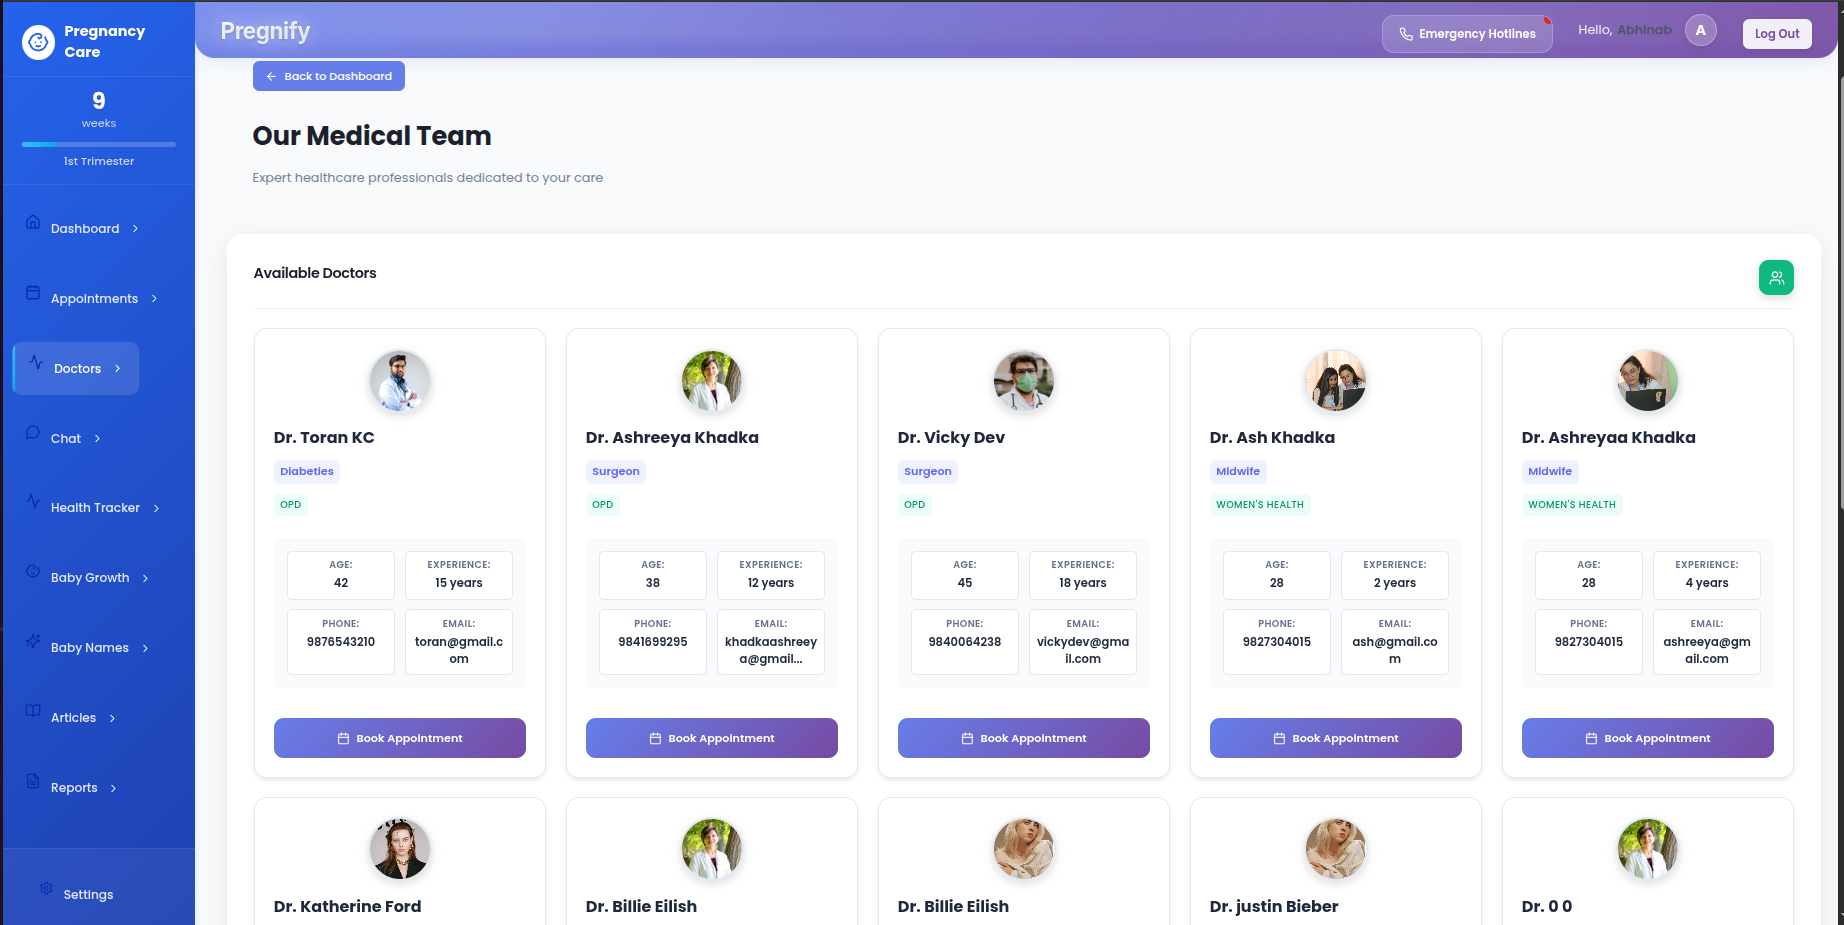 Pregnancy
Care
9
weeks
1st Trimester
Dashboard
Appointments
Doctors
Chat
Health Tracker
Baby Growth
Baby Names
Articles
Reports
Settings
Pregnify
Emergency Hotlines
Hello, Abhinab
A
Log Out
Back to Dashboard
Our Medical Team
Expert healthcare professionals dedicated to your care
Available Doctors
Dr. Toran KC
Diabeties
OPD
AGE:
42
EXPERIENCE:
15 years
PHONE:
9876543210
EMAIL:
toran@gmail.c
om
Book Appointment
Dr. Ashreeya Khadka
Surgeon
OPD
AGE:
38
EXPERIENCE:
12 years
PHONE:
9841699295
EMAIL:
khadkaashreey
a@gmail...
Book Appointment
Dr. Vicky Dev
Surgeon
OPD
AGE:
45
EXPERIENCE:
18 years
PHONE:
9840064238
EMAIL:
vickydev@gma
il.com
Book Appointment
Dr. Ash Khadka
Midwife
WOMEN'S HEALTH
AGE:
28
EXPERIENCE:
2 years
PHONE:
9827304015
EMAIL:
ash@gmail.co
m
Book Appointment
Dr. Ashreyaa Khadka
Midwife
WOMEN'S HEALTH
AGE:
28
EXPERIENCE:
4 years
PHONE:
9827304015
EMAIL:
ashreeya@gm
ail.com
Book Appointment
Dr. Katherine Ford
Dr. Billie Eilish
Dr. Billie Eilish
Dr. justin Bieber
Dr. 0 0